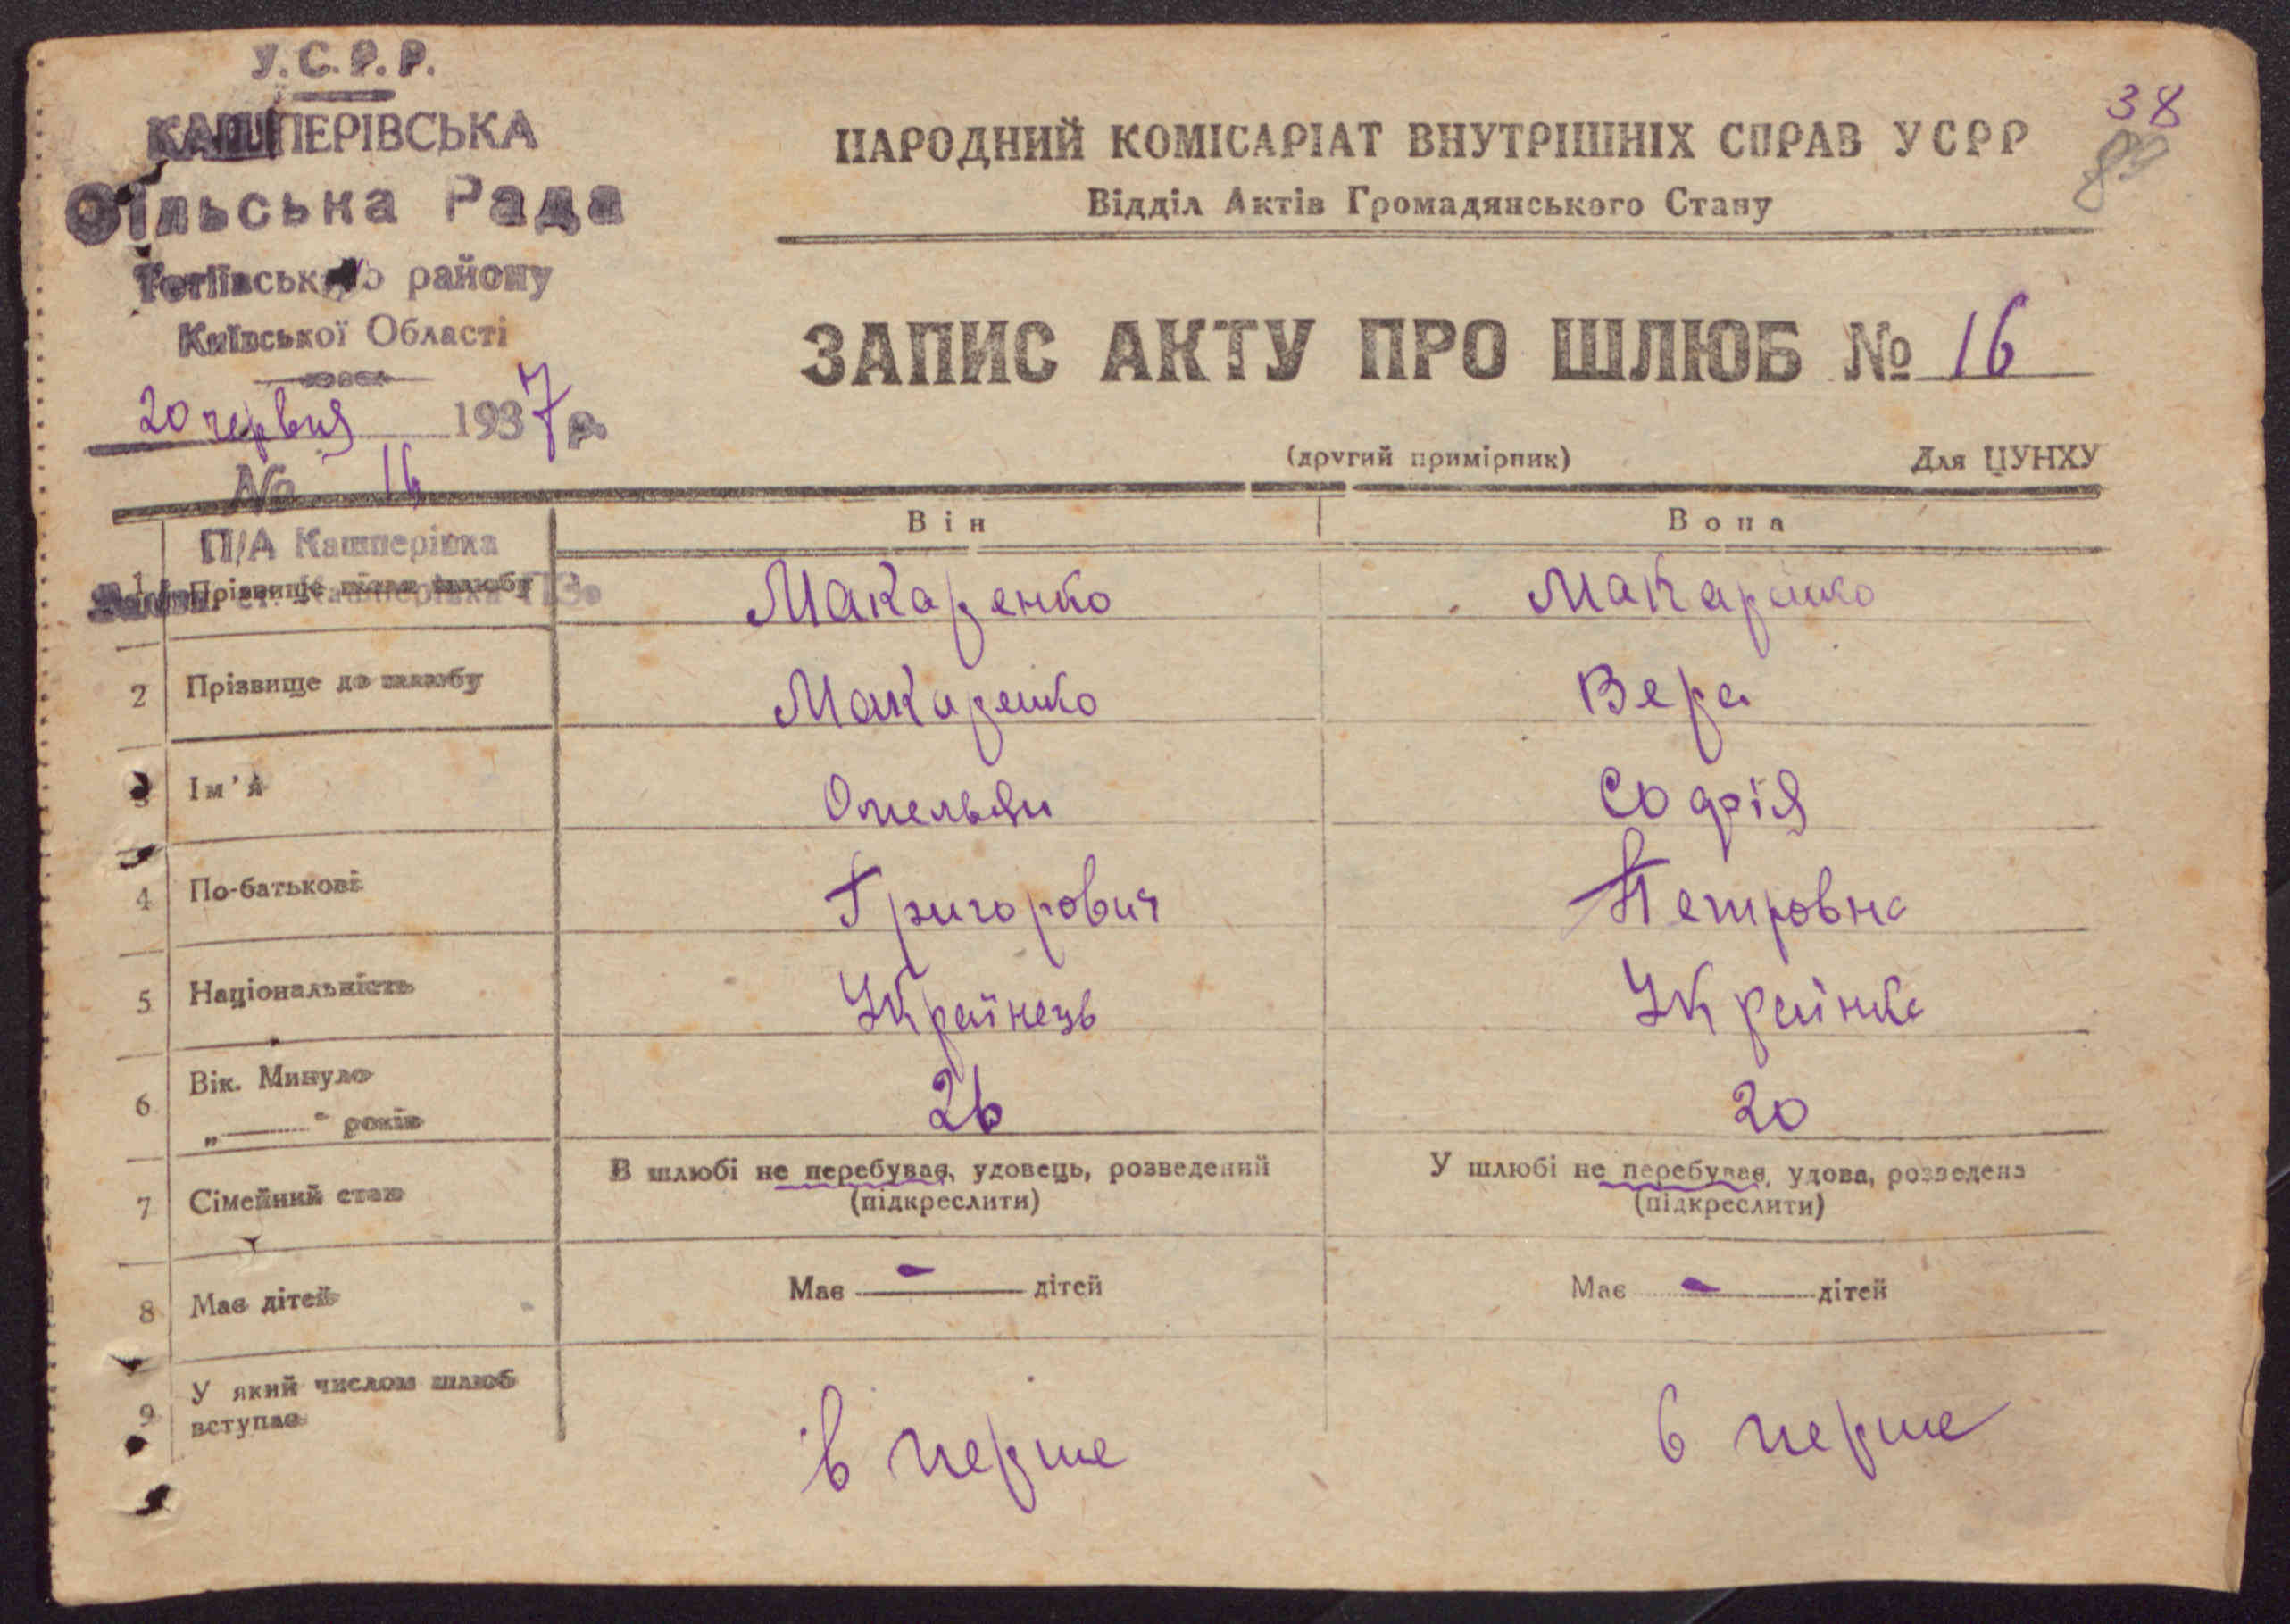 У.С.Р.Р.
КАШПЕРІВСЬКА
Сільська Рада
Тетіївського району
Київської Області
20 червня 1937 р.
№ 16
П/А Кашперівка
38
НАРОДНИЙ КОМІСАРІАТ ВНУТРІШНІХ СПРАВ УСРР
Відділ Актів Громадянського Стану
ЗАПИС АКТУ ПРО ШЛЮБ № 16
(другий примірник) Для ЦУНХУ
Він Вона
1 Прізвище після шлюбу Макаренко Макаренко
2 Прізвище до шлюбу Макаренко Вера
3 Ім'я Омельян Софія
4 По-батькові Григорович Петровна
5 Національність Українець Українка
6 Вік. Минуло „ “ років 26 20
7 Сімейний стан В шлюбі не перебував, удовець, розведений У шлюбі не перебував, удова, розведена
(підкреслити) (підкреслити)
8 Має дітей Має - дітей Має - дітей
9 У який числом шлюб
вступає в перше в перше